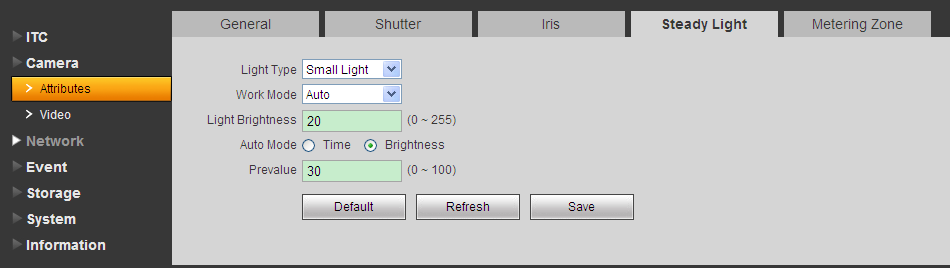 General Shutter Iris Steady Light Metering Zone
ITC
Camera
Attributes
Video
Network
Event
Storage
System
Information
Light Type Small Light
Work Mode Auto
Light Brightness 20 (0 ~ 255)
Auto Mode Time Brightness
Prevalue 30 (0 ~ 100)
Default Refresh Save